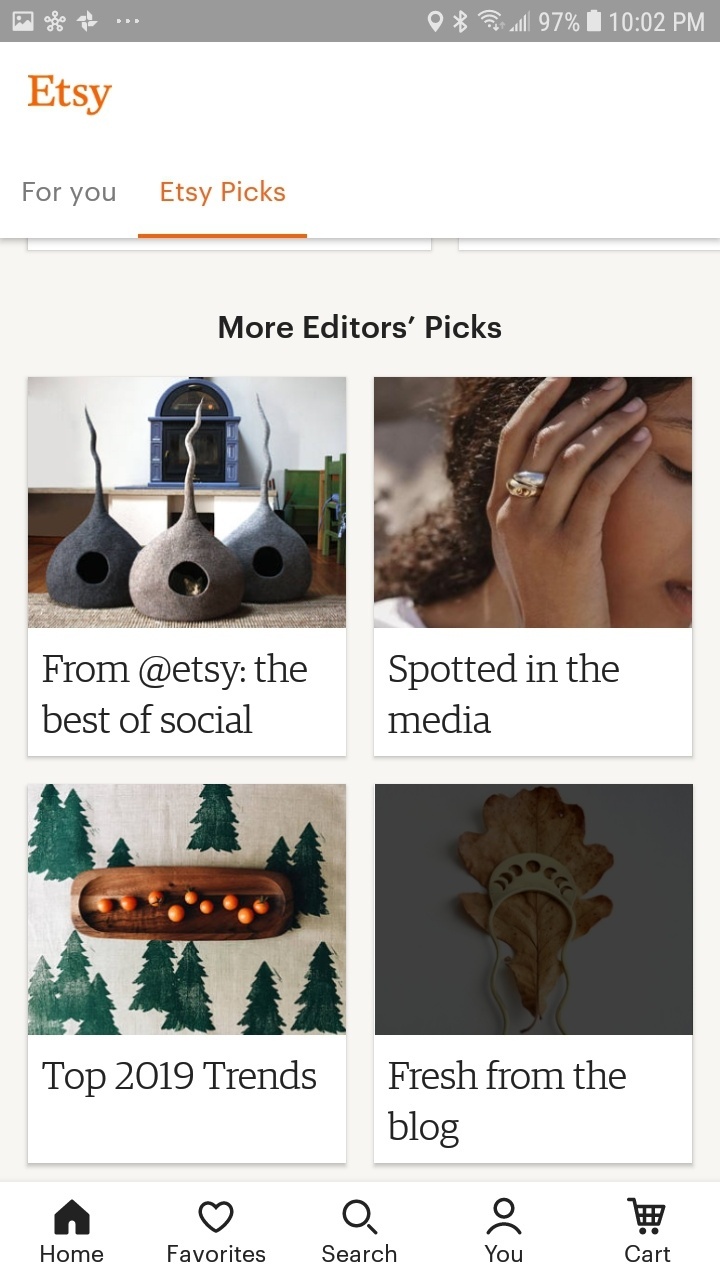 97% 10:02 PM
Etsy
For you Etsy Picks
More Editors’ Picks
From @etsy: the
best of social
Spotted in the
media
Top 2019 Trends
Fresh from the
blog
Home Favorites Search You Cart